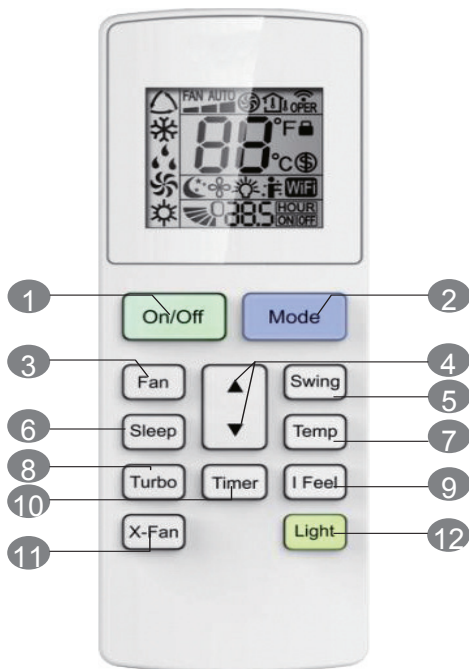 FAN AUTO
OPER
88 °F
°C
WiFi
88.5 HOUR
ON OFF
1 On/Off Mode 2
3 Fan 4
Swing 5
6 Sleep Temp 7
8 Turbo Timer I Feel 9
10
11 X-Fan Light 12